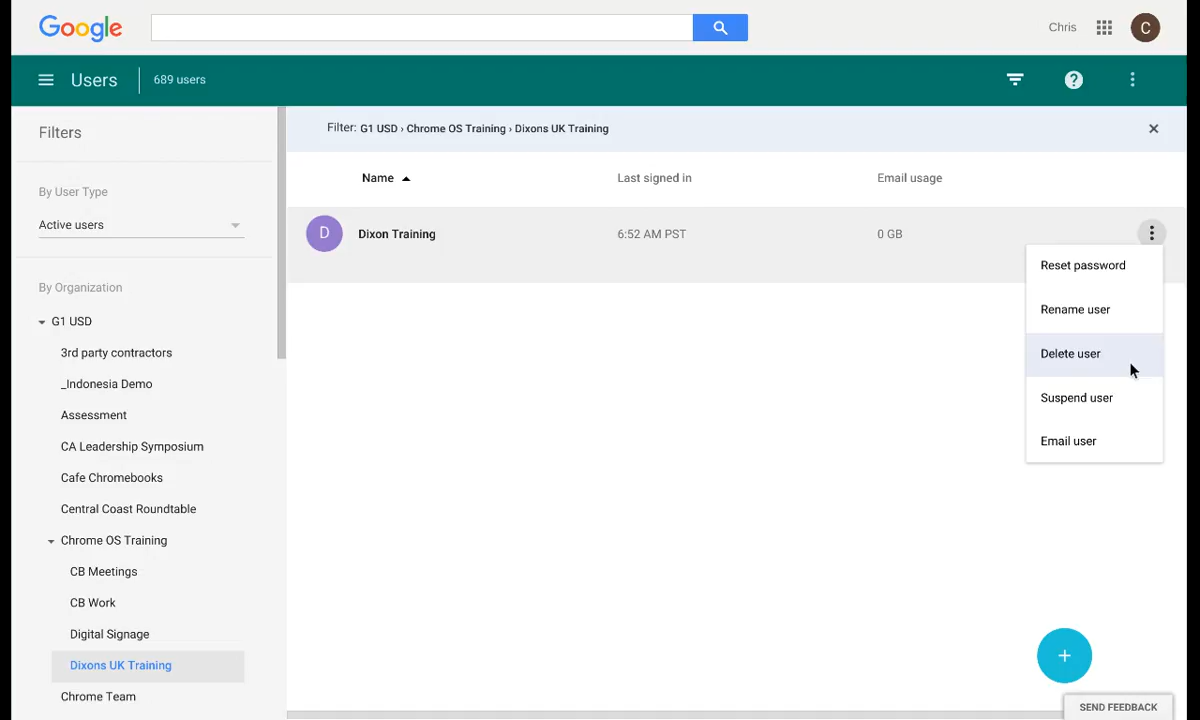 Google
Chris
C
Users
689 users
Filters
Filter: G1 USD › Chrome OS Training › Dixons UK Training
Name
Last signed in
Email usage
By User Type
Active users
D
Dixon Training
6:52 AM PST
0 GB
Reset password
Rename user
Delete user
Suspend user
Email user
By Organization
G1 USD
3rd party contractors
_Indonesia Demo
Assessment
CA Leadership Symposium
Cafe Chromebooks
Central Coast Roundtable
Chrome OS Training
CB Meetings
CB Work
Digital Signage
Dixons UK Training
Chrome Team
SEND FEEDBACK